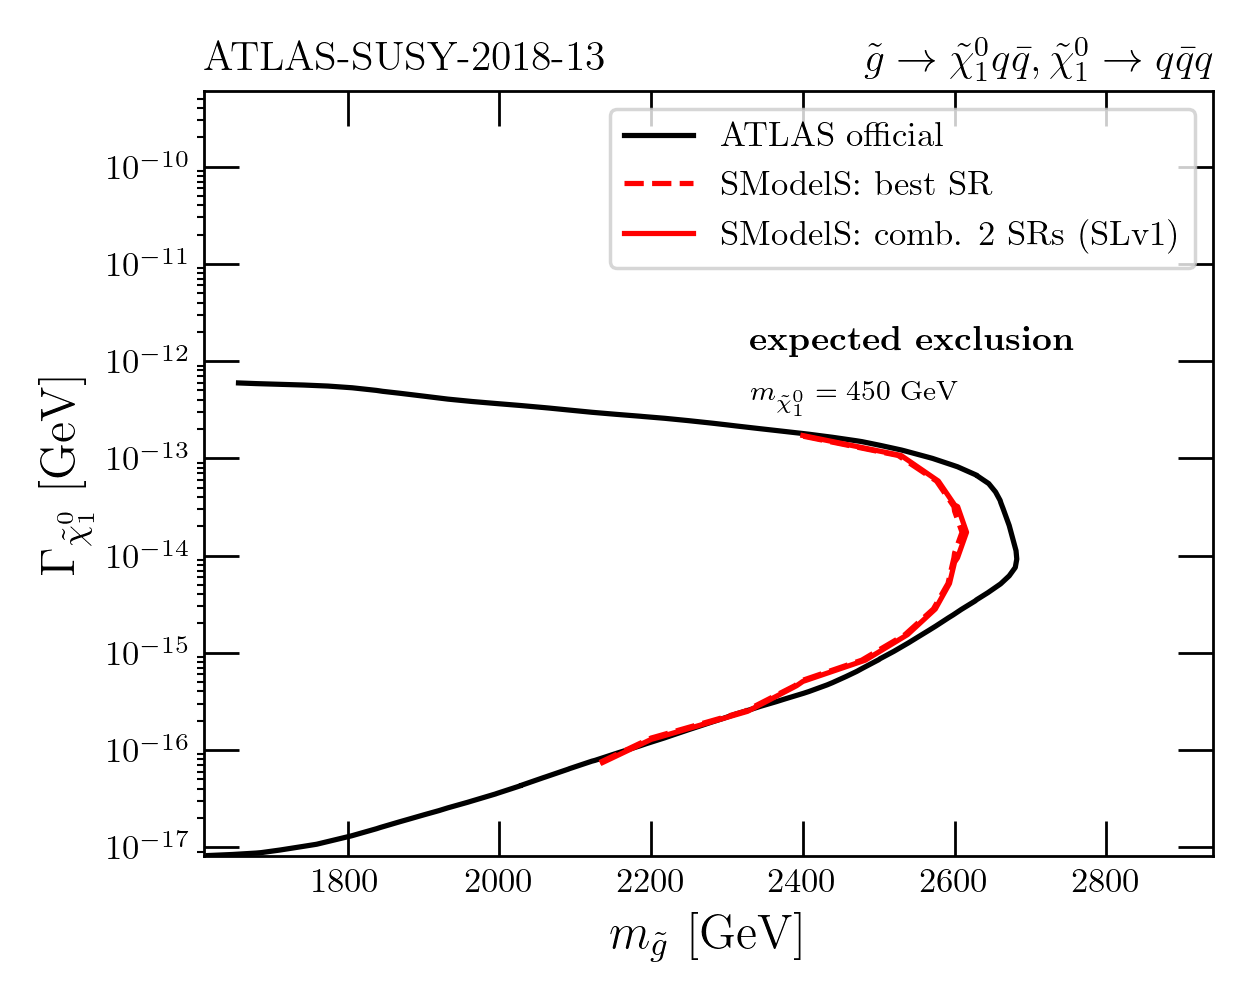 ATLAS-SUSY-2018-13
g̃ → χ̃₁⁰qq̄, χ̃₁⁰ → qq̄q
ATLAS official
SModelS: best SR
SModelS: comb. 2 SRs (SLv1)
expected exclusion
m_χ̃₁⁰ = 450 GeV
Γ_χ̃₁⁰ [GeV]
10⁻¹⁰
10⁻¹¹
10⁻¹²
10⁻¹³
10⁻¹⁴
10⁻¹⁵
10⁻¹⁶
10⁻¹⁷
1800 2000 2200 2400 2600 2800
m_g̃ [GeV]